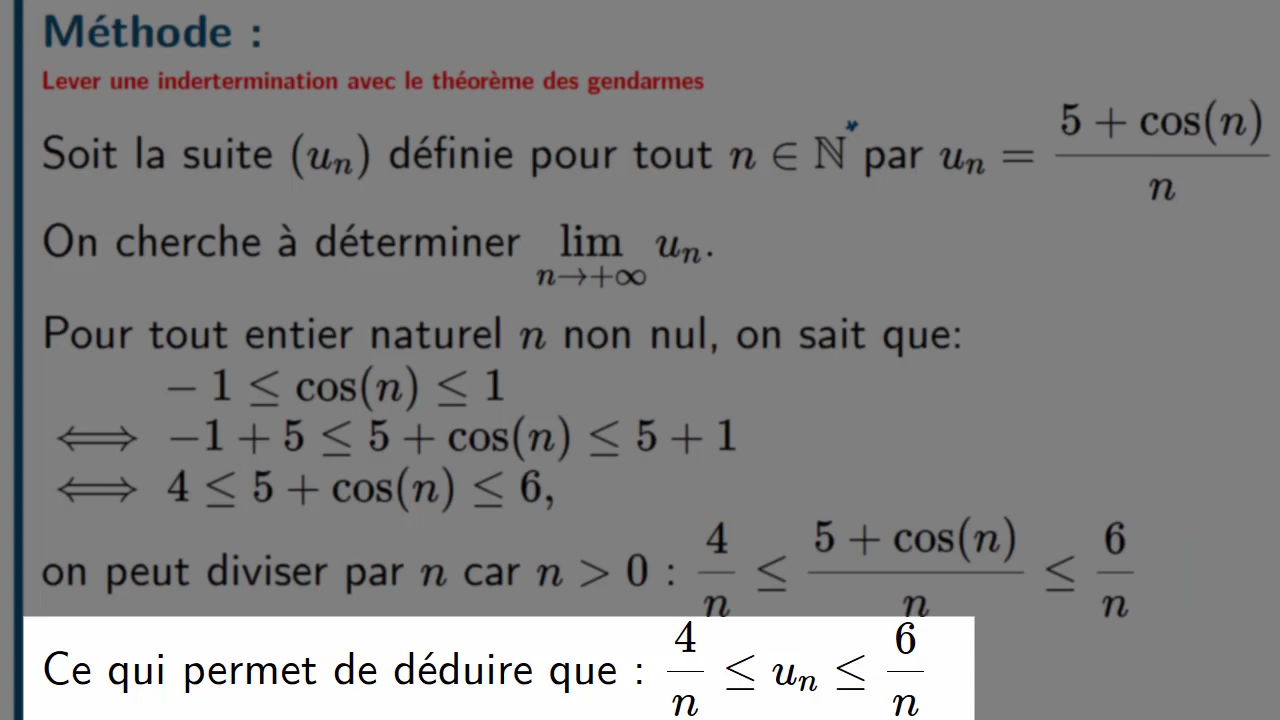 Méthode :
Lever une indertermination avec le théorème des gendarmes
Soit la suite (uₙ) définie pour tout n ∈ ℕ* par uₙ = (5 + cos(n))/n
On cherche à déterminer lim_{n→+∞} uₙ.
Pour tout entier naturel n non nul, on sait que:
− 1 ≤ cos(n) ≤ 1
⟺ −1 + 5 ≤ 5 + cos(n) ≤ 5 + 1
⟺ 4 ≤ 5 + cos(n) ≤ 6,
on peut diviser par n car n > 0 : 4/n ≤ (5 + cos(n))/n ≤ 6/n
Ce qui permet de déduire que : 4/n ≤ uₙ ≤ 6/n